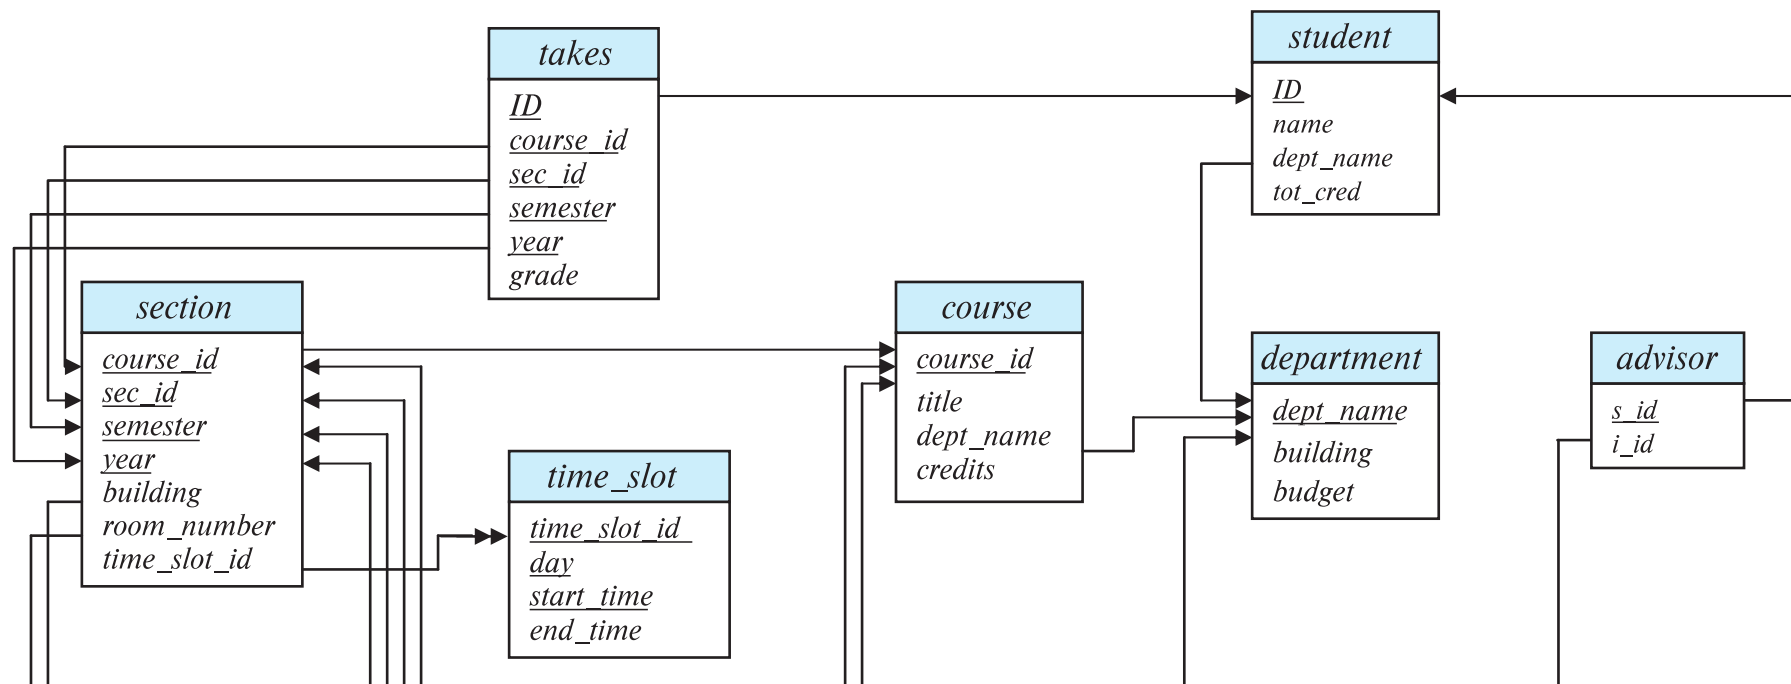 takes
ID
course_id
sec_id
semester
year
grade
student
ID
name
dept_name
tot_cred
section
course_id
sec_id
semester
year
building
room_number
time_slot_id
time_slot
time_slot_id
day
start_time
end_time
course
course_id
title
dept_name
credits
department
dept_name
building
budget
advisor
s_id
i_id